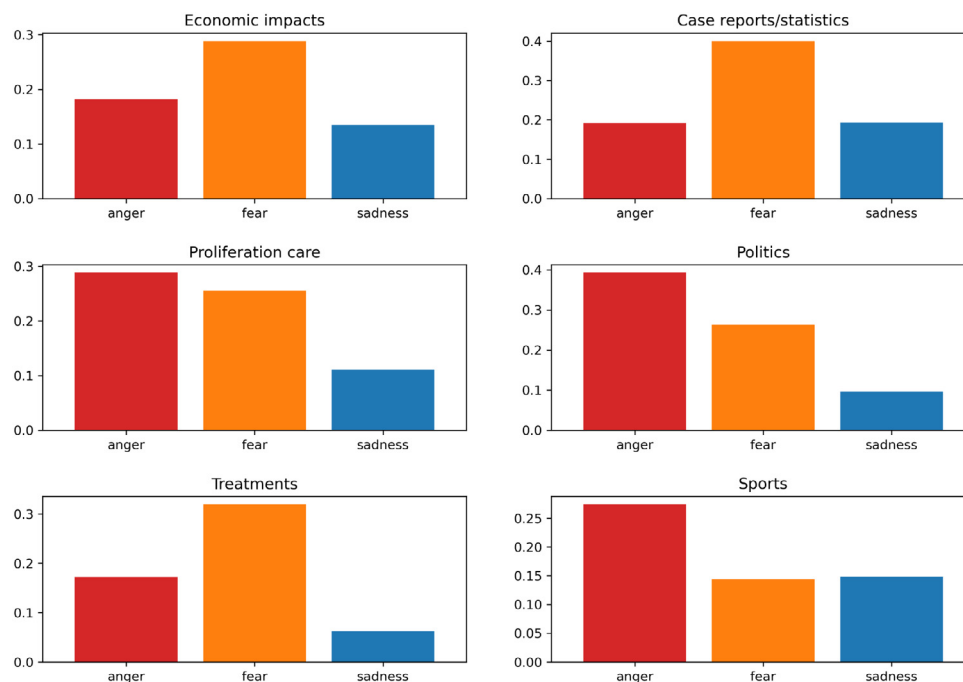 Economic impacts
0.3
0.2
0.1
0.0
anger fear sadness
Case reports/statistics
0.4
0.3
0.2
0.1
0.0
anger fear sadness
Proliferation care
0.3
0.2
0.1
0.0
anger fear sadness
Politics
0.4
0.3
0.2
0.1
0.0
anger fear sadness
Treatments
0.3
0.2
0.1
0.0
anger fear sadness
Sports
0.25
0.20
0.15
0.10
0.05
0.00
anger fear sadness